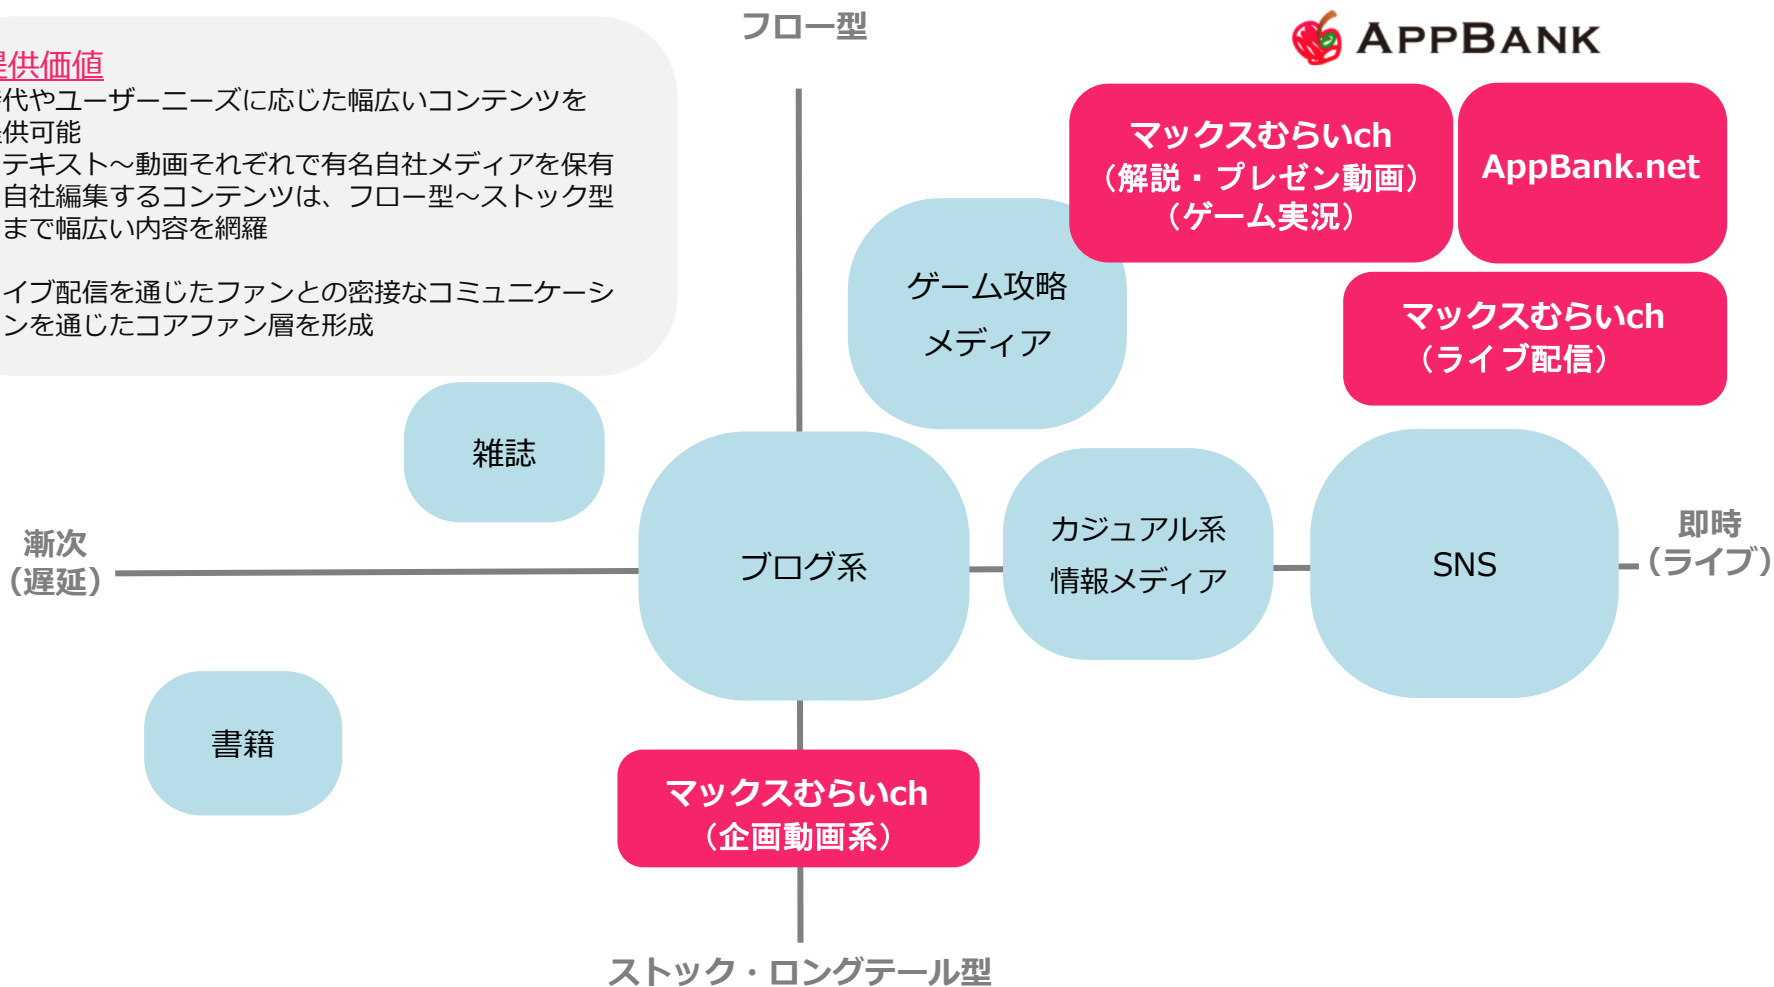 フロー型
APPBANK
提供価値
時代やユーザーニーズに応じた幅広いコンテンツを
提供可能
テキスト～動画それぞれで有名自社メディアを保有
自社編集するコンテンツは、フロー型～ストック型
まで幅広い内容を網羅
イブ配信を通じたファンとの密接なコミュニケーシ
ンを通じたコアファン層を形成
マックスむらいch
（解説・プレゼン動画）
（ゲーム実況）
AppBank.net
ゲーム攻略
メディア
マックスむらいch
（ライブ配信）
雑誌
漸次
（遅延）
ブログ系
カジュアル系
情報メディア
SNS
即時
（ライブ）
書籍
マックスむらいch
（企画動画系）
ストック・ロングテール型